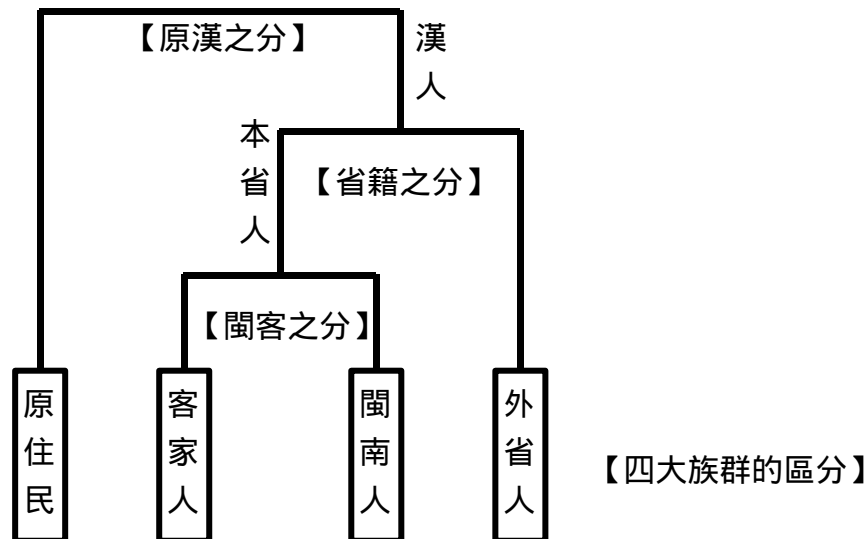 【原漢之分】
漢人
本省人
【省籍之分】
【閩客之分】
原住民
客家人
閩南人
外省人
【四大族群的區分】